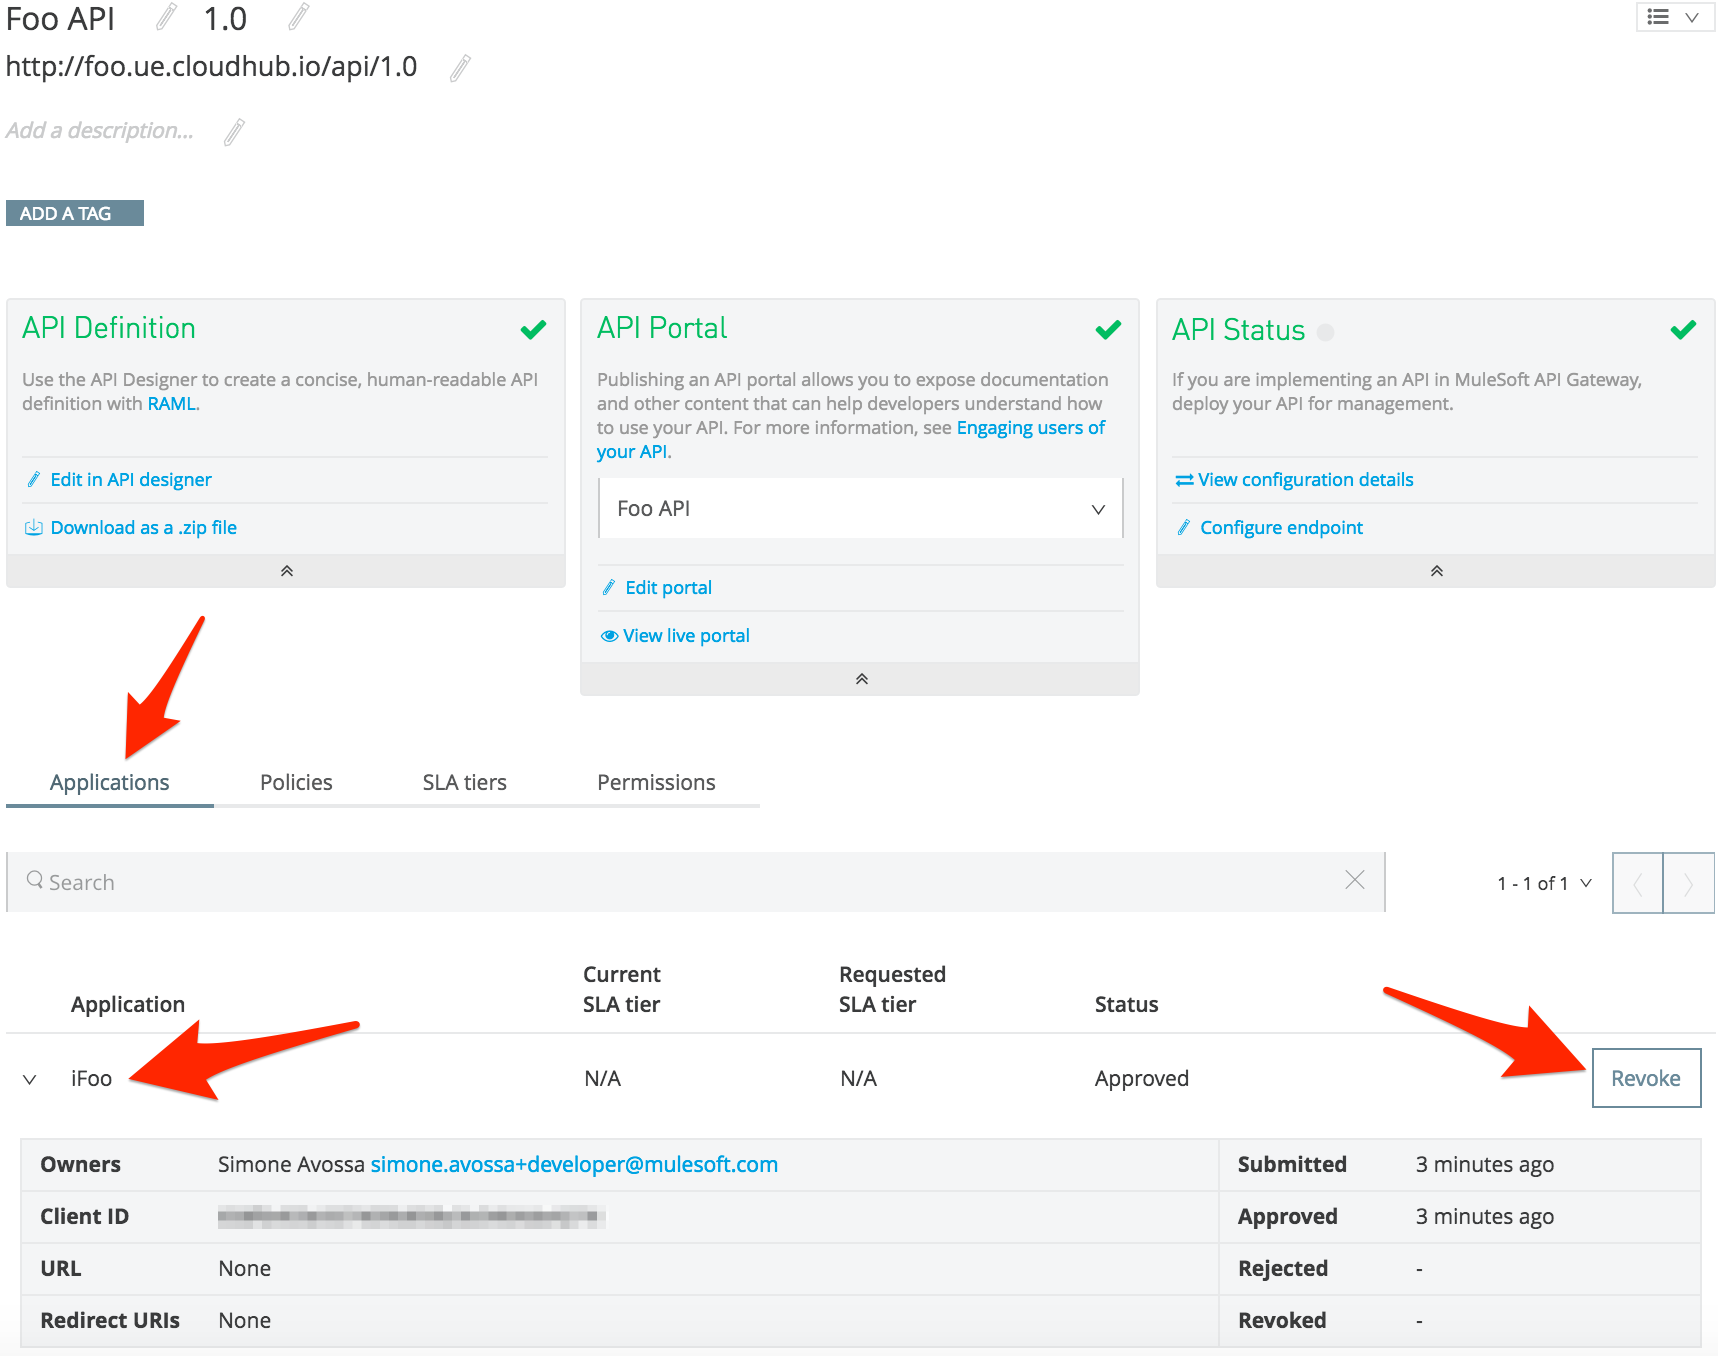 Foo API 1.0
http://foo.ue.cloudhub.io/api/1.0
Add a description...
ADD A TAG
API Definition
Use the API Designer to create a concise, human-readable API
definition with RAML.
Edit in API designer
Download as a .zip file
API Portal
Publishing an API portal allows you to expose documentation
and other content that can help developers understand how
to use your API. For more information, see Engaging users of
your API.
Foo API
Edit portal
View live portal
API Status
If you are implementing an API in MuleSoft API Gateway,
deploy your API for management.
View configuration details
Configure endpoint
Applications Policies SLA tiers Permissions
Search
1 - 1 of 1
Application Current SLA tier Requested SLA tier Status
iFoo N/A N/A Approved Revoke
Owners Simone Avossa simone.avossa+developer@mulesoft.com Submitted 3 minutes ago
Client ID Approved 3 minutes ago
URL None Rejected -
Redirect URIs None Revoked -